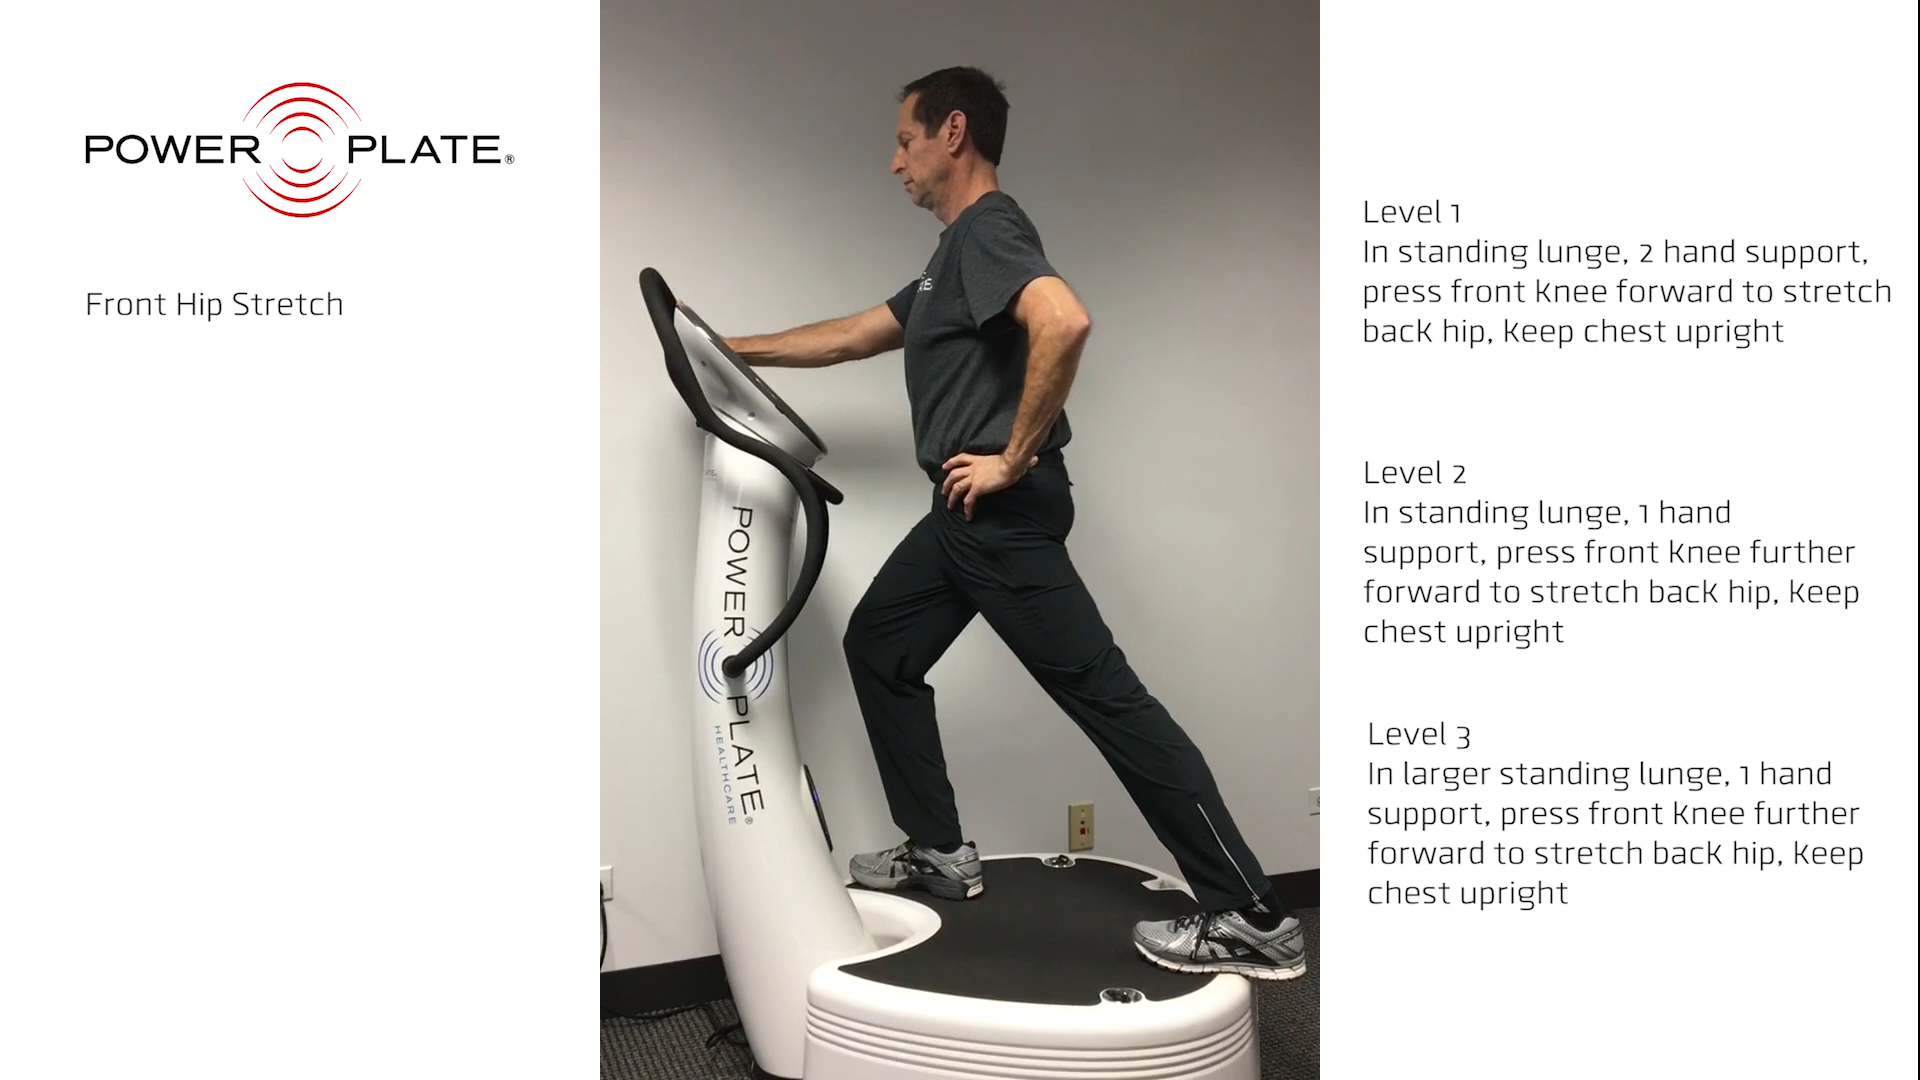 POWER PLATE®
Front Hip Stretch
POWER PLATE®
HEALTHCARE
Level 1
In standing lunge, 2 hand support,
press front knee forward to stretch
back hip, keep chest upright
Level 2
In standing lunge, 1 hand
support, press front knee further
forward to stretch back hip, keep
chest upright
Level 3
In larger standing lunge, 1 hand
support, press front knee further
forward to stretch back hip, keep
chest upright